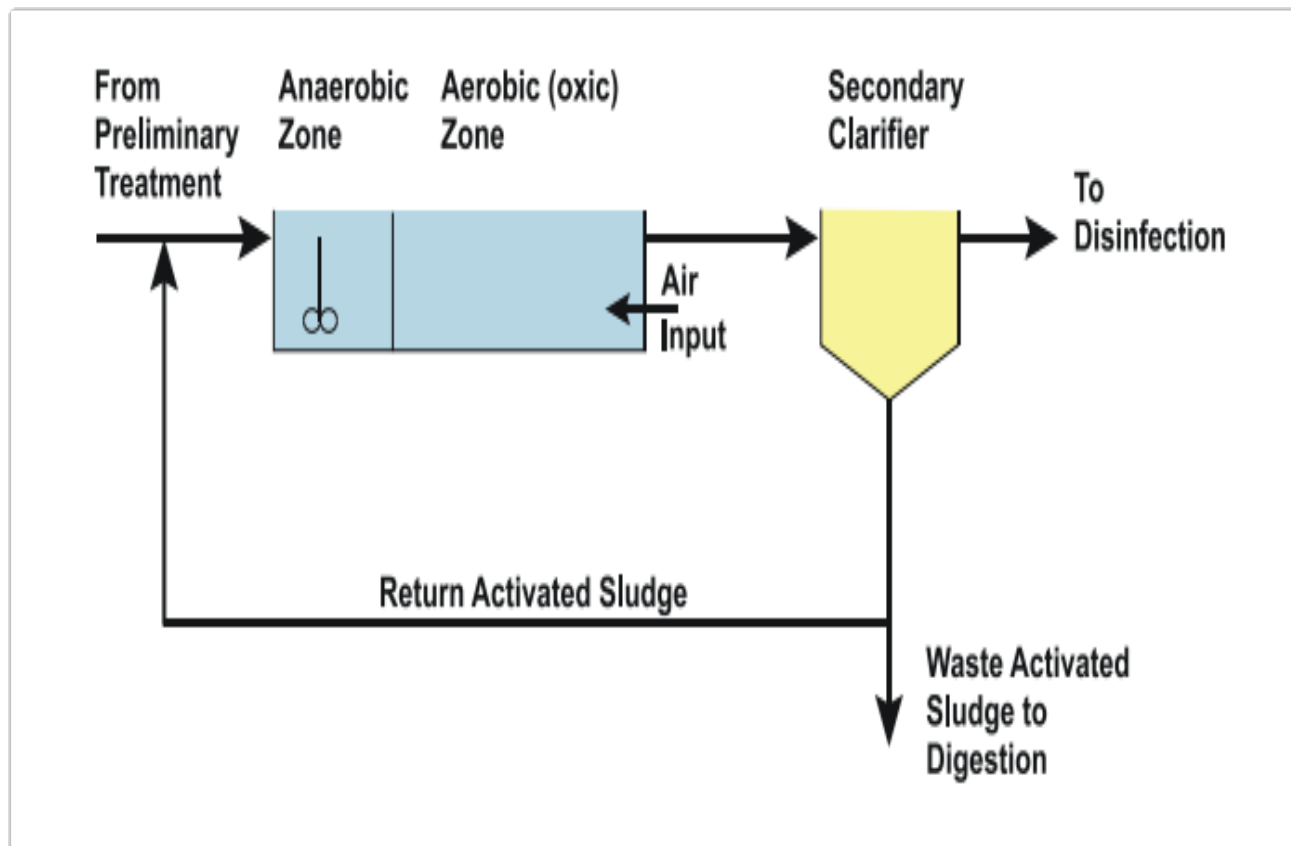 From
Preliminary
Treatment
Anaerobic
Zone
Aerobic (oxic)
Zone
Secondary
Clarifier
To
Disinfection
Air
Input
Return Activated Sludge
Waste Activated
Sludge to
Digestion